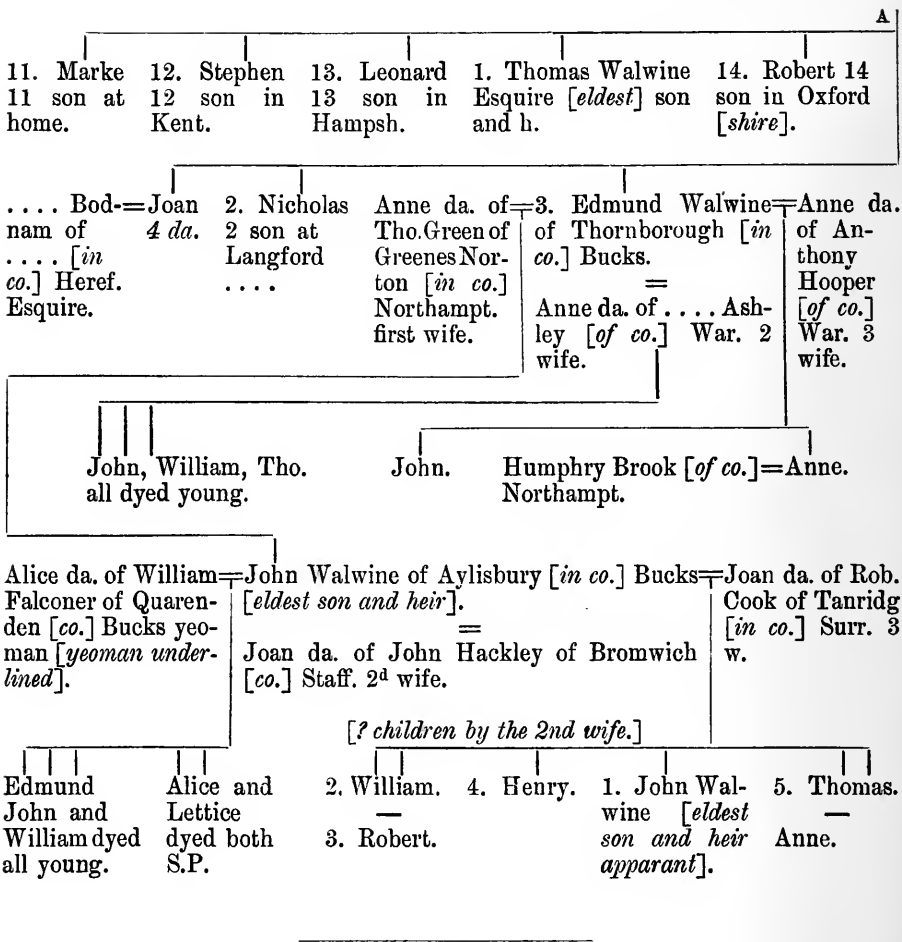 A
11. Marke
11 son at
home.
12. Stephen
12 son in
Kent.
13. Leonard
13 son in
Hampsh.
1. Thomas Walwine
Esquire [eldest] son
and h.
14. Robert 14
son in Oxford
[shire].
.... Bod-=Joan
nam of
.... [in
co.] Heref.
Esquire.
4 da.
2. Nicholas
2 son at
Langford
....
Anne da. of=3. Edmund Walwine=Anne da.
Tho. Green of
Greenes Nor-
ton [in co.]
Northampt.
first wife.
of Thornborough [in
co.] Bucks.
=
Anne da. of .... Ash-
ley [of co.] War. 2
wife.
of An-
thony
Hooper
[of co.]
War. 3
wife.
John, William, Tho.
all dyed young.
John.
Humphry Brook [of co.]=Anne.
Northampt.
Alice da. of William=John Walwine of Aylisbury [in co.] Bucks=Joan da. of Rob.
Falconer of Quaren-
den [co.] Bucks yeo-
man [yeoman under-
lined].
[eldest son and heir].
=
Joan da. of John Hackley of Bromwich
[co.] Staff. 2d wife.
Cook of Tanridg
[in co.] Surr. 3
w.
[? children by the 2nd wife.]
Edmund
John and
William dyed
all young.
Alice and
Lettice
dyed both
S.P.
2. William.
—
3. Robert.
4. Henry.
1. John Wal-
wine [eldest
son and heir
apparant].
5. Thomas.
—
Anne.